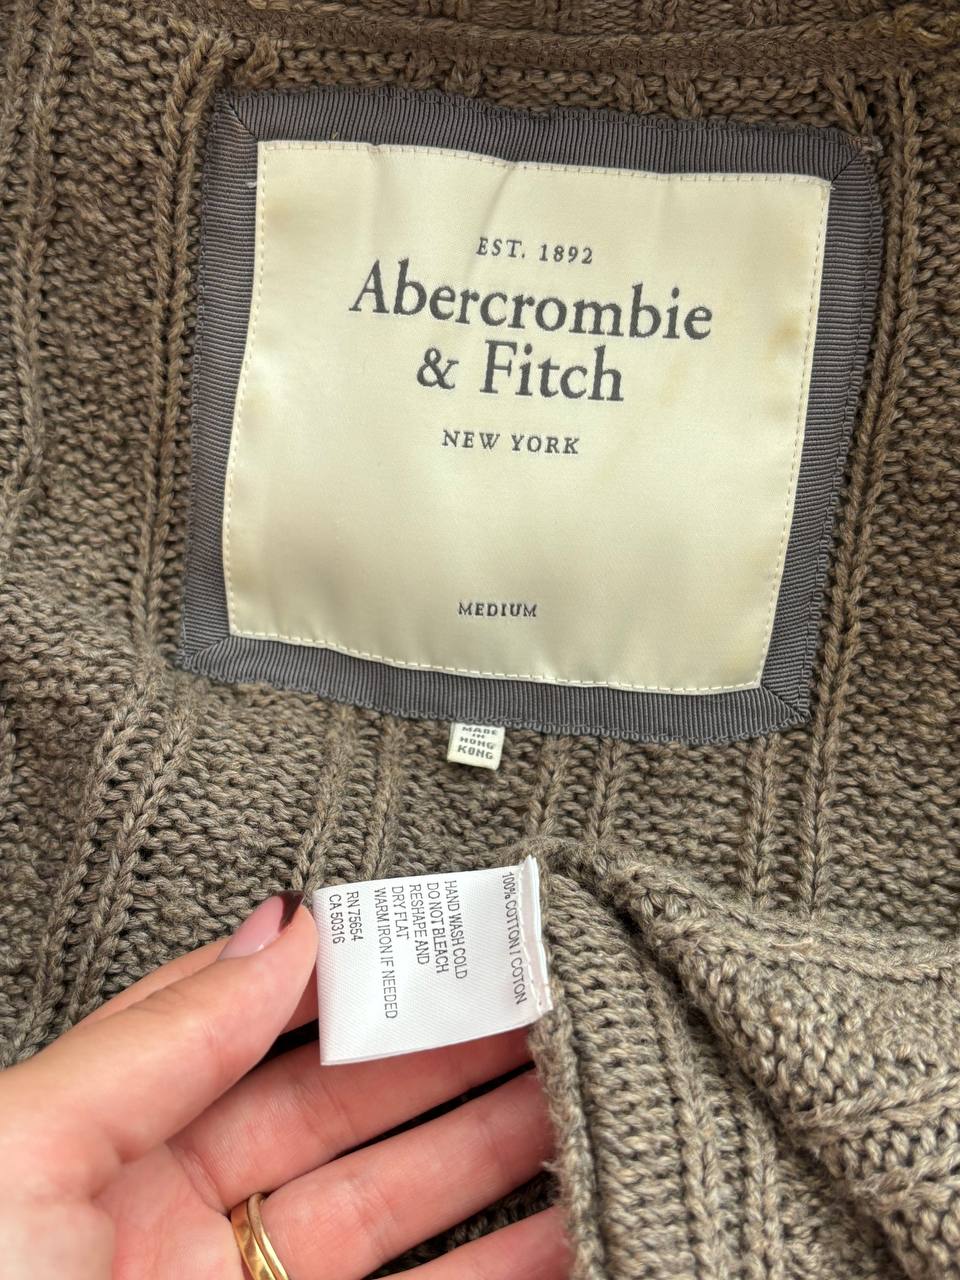 EST. 1892
Abercrombie
& Fitch
NEW YORK
MEDIUM
MADE
IN
HONG
KONG
100% COTTON / COTON
HAND WASH COLD
DO NOT BLEACH
RESHAPE AND
DRY FLAT
WARM IRON IF NEEDED
RN 75654
CA 50316